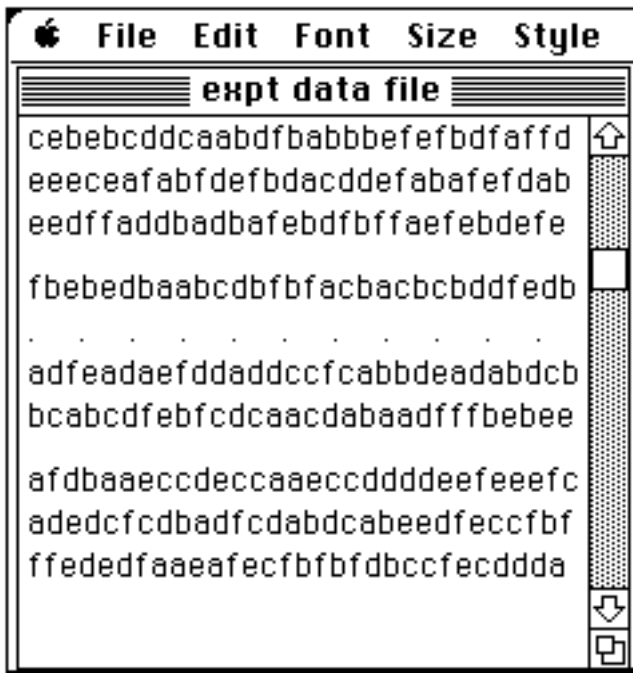 File Edit Font Size Style
expt data file
cebebcddcaabdfbabbbefefbdfaffd
eeeceafabfdefbdacddefabafefdab
eedffaddbadbafebdfbffaefebdefe
fbebedbaabcdbfbfacbacbcbddfedb
. . . . . . . . . . .
adfeadaefddaddccfcabbdeadabdcb
bcabcdfebfcdcaacdabaadfffbebee
afdbaaeccdeccaaeccddddeefeeefc
adedcfcdbadfcdabdcabeedfeccfbf
ffededfaaeafecfbfbfdbccfecddda